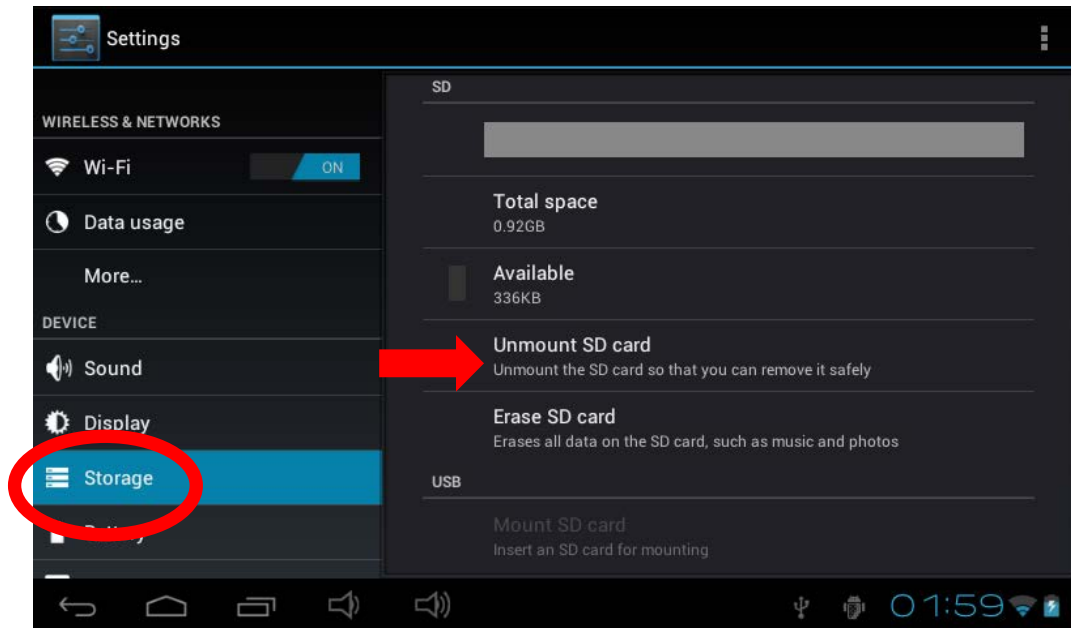 Settings
WIRELESS & NETWORKS
Wi-Fi
ON
Data usage
More...
DEVICE
Sound
Display
Storage
SD
Total space
0.92GB
Available
336KB
Unmount SD card
Unmount the SD card so that you can remove it safely
Erase SD card
Erases all data on the SD card, such as music and photos
USB
Mount SD card
Insert an SD card for mounting
01:59